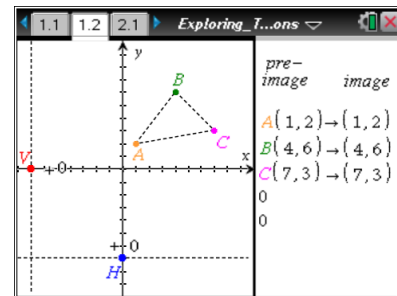 1.1 1.2 2.1 Exploring_T...ons
y
B
C
A
x
V
+0
+0
H
pre-
image image
A(1,2)→(1,2)
B(4,6)→(4,6)
C(7,3)→(7,3)
0
0